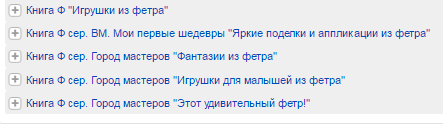 Книга Ф "Игрушки из фетра"
Книга Ф сер. ВМ. Мои первые шедевры "Яркие поделки и аппликации из фетра"
Книга Ф сер. Город мастеров "Фантазии из фетра"
Книга Ф сер. Город мастеров "Игрушки для малышей из фетра"
Книга Ф сер. Город мастеров "Этот удивительный фетр!"